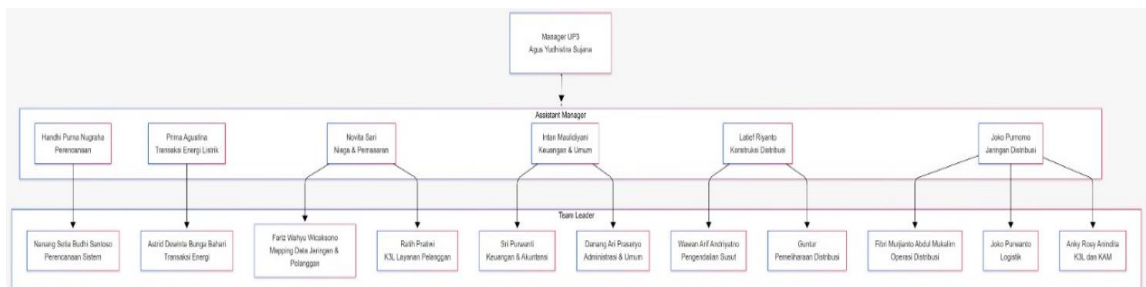 Manager UP3
Agus Yudhistira Sujana
Assistant Manager
Handhi Purna Nugraha
Perencanaan
Prima Agustina
Transaksi Energi Listrik
Novita Sari
Niaga & Pemasaran
Intan Maulidiyani
Keuangan & Umum
Latief Riyanto
Konstruksi Distribusi
Joko Purnomo
Jaringan Distribusi
Team Leader
Nanang Setia Budhi Santoso
Perencanaan Sistem
Astrid Dewinta Bunga Bahari
Transaksi Energi
Fariz Wahyu Wicaksono
Mapping Data Jaringan &
Polanggan
Ratih Pratiwi
K3L Layanan Pelanggan
Sri Purwanti
Keuangan & Akuntansi
Danang Ari Prasetyo
Administrasi & Umum
Wawan Arif Andriyatno
Pengendalian Susut
Guntur
Pemeliharaan Distribusi
Fibri Murjianto Abdul Mukalim
Operasi Distribusi
Joko Purwanto
Logistik
Anky Rosy Anindita
K3L dan KAM